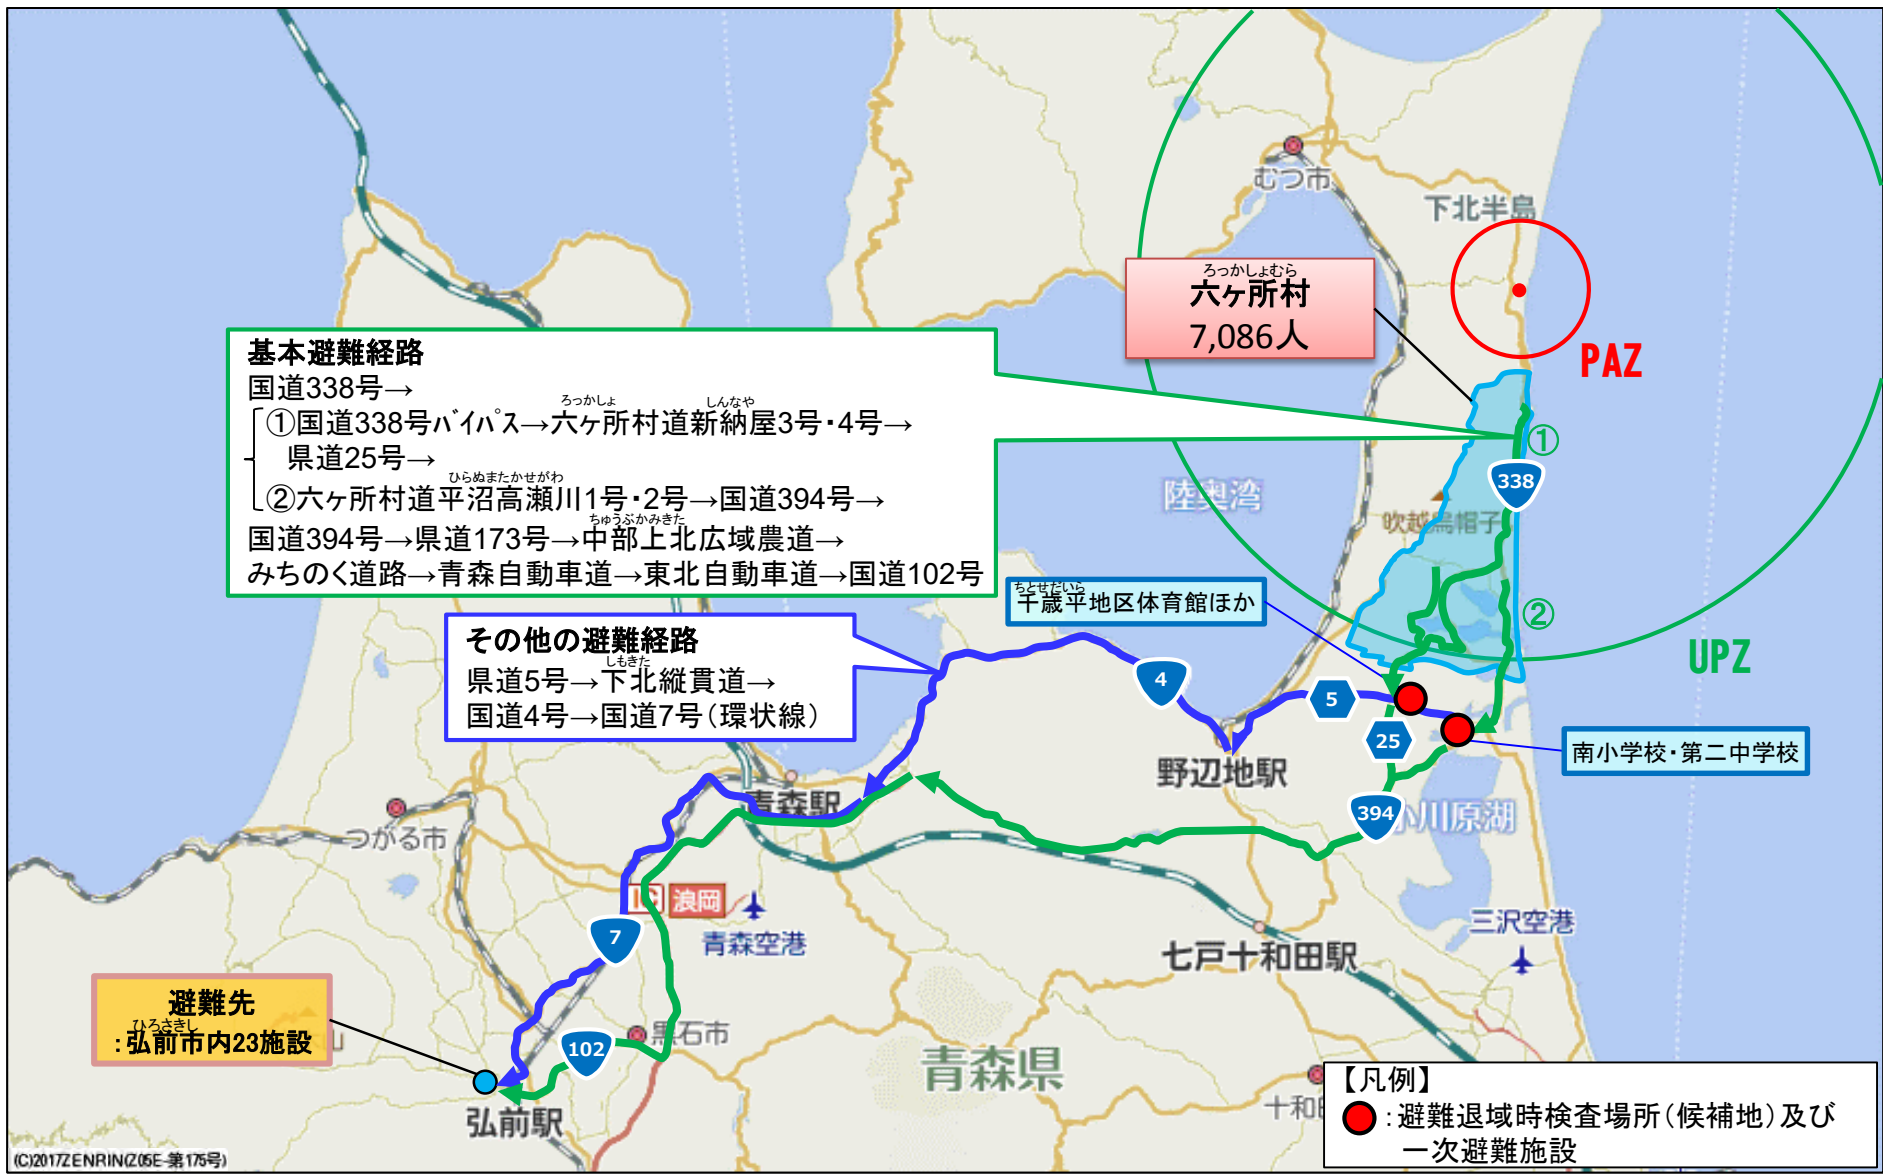 むつ市
下北半島
ろっかしょむら
六ヶ所村
7,086人
PAZ
基本避難経路
国道338号→
ろっかしょ しんなや
①国道338号バイパス→六ヶ所村道新納屋3号・4号→
県道25号→
ひらぬまたかせがわ
②六ヶ所村道平沼高瀬川1号・2号→国道394号→
ちゅうぶかみきた
国道394号→県道173号→中部上北広域農道→
みちのく道路→青森自動車道→東北自動車道→国道102号
①
338
陸奥湾
吹越烏帽子
ちとせだいら
千歳平地区体育館ほか
②
UPZ
その他の避難経路
しもきた
県道5号→下北縦貫道→
国道4号→国道7号（環状線）
4
5
25
南小学校・第二中学校
野辺地駅
青森駅
394
小川原湖
つがる市
IC 浪岡
7
青森空港
三沢空港
七戸十和田駅
避難先
ひろさきし
：弘前市内23施設
山
102
黒石市
青森県
弘前駅
十和田
【凡例】
：避難退域時検査場所（候補地）及び
一次避難施設
(C)2017ZENRIN(Z05E-第175号)